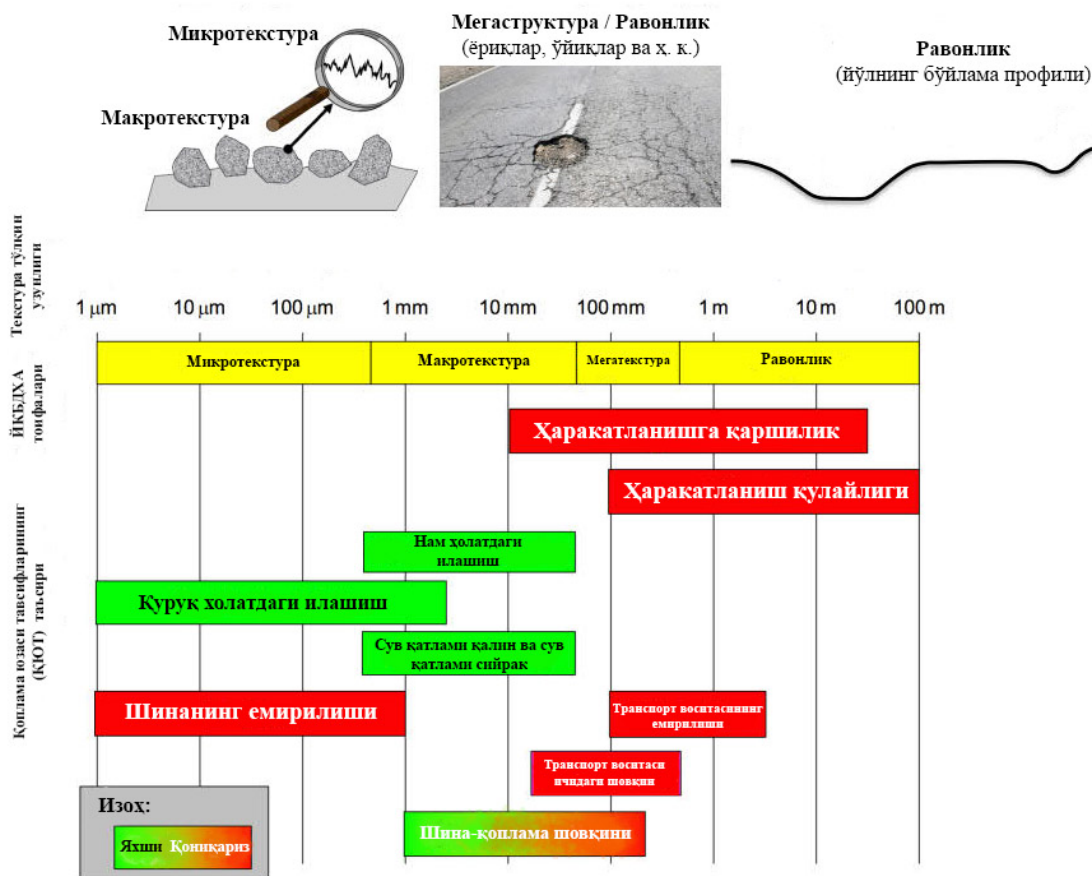 Микротекстура
Макротекстура
Мегаструктура / Равонлик
(ёриқлар, ўйиқлар ва ҳ. к.)
Равонлик
(йўлнинг бўйлама профили)
Текстура тўлқин
узунлиги
1 μm 10 μm 100 μm 1 mm 10 mm 100 mm 1 m 10 m 100 m
ЙКБДХА
тоифалари
Микротекстура Макротекстура Мегатекстура Равонлик
Қоплама юзаси тавсифларининг
(ҚЮТ) таъсири
Ҳаракатланишга қаршилик
Ҳаракатланиш қулайлиги
Нам ҳолатдаги
илашиш
Қуруқ холатдаги илашиш
Сув қатлами қалин ва сув
қатлами сийрак
Шинанинг емирилиши
Транспорт воситасининг
емирилиши
Транспорт воситаси
ичидаги шовқин
Шина-қоплама шовқини
Изоҳ:
Яхши Қониқариз